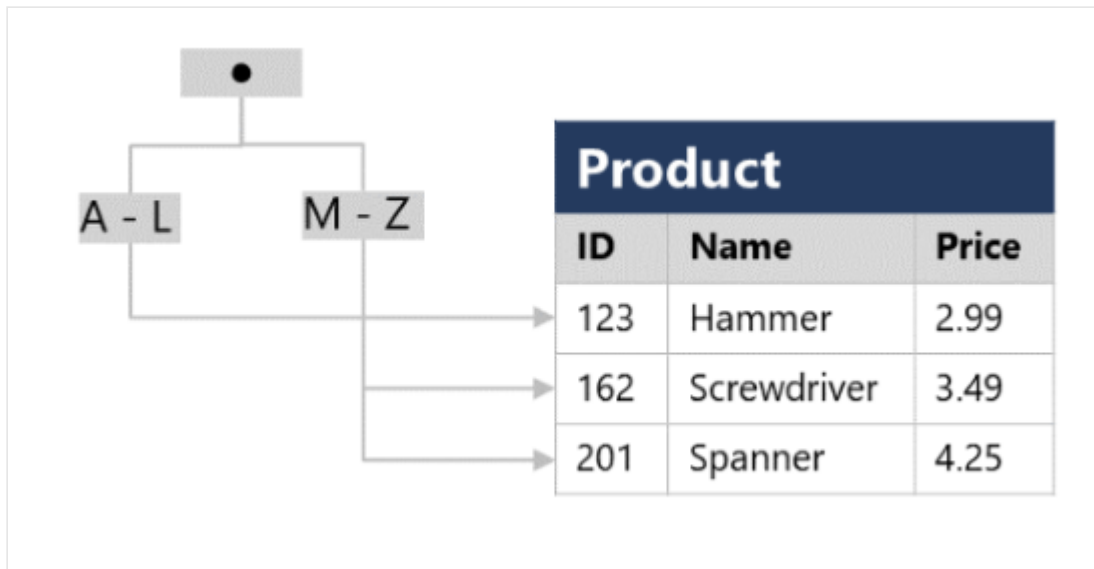 A - L
M - Z
Product
ID Name Price
123 Hammer 2.99
162 Screwdriver 3.49
201 Spanner 4.25